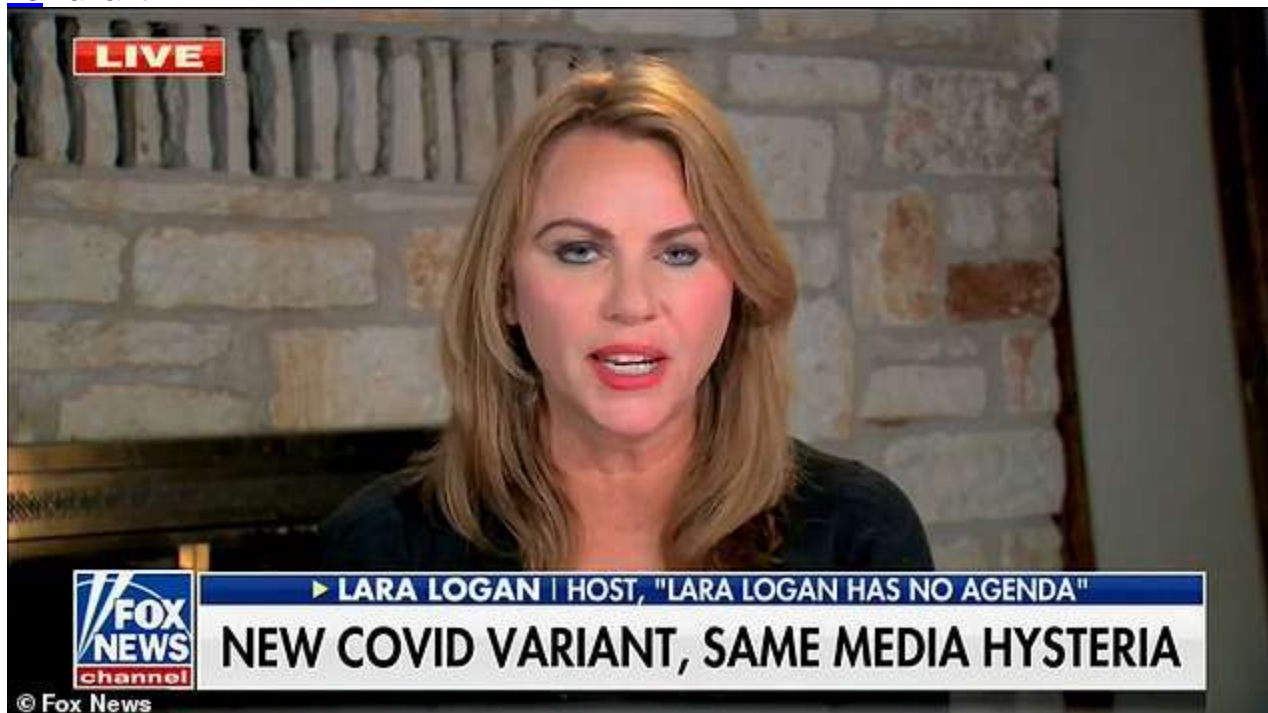 LIVE
LARA LOGAN | HOST, "LARA LOGAN HAS NO AGENDA"
FOX
NEWS
channel
NEW COVID VARIANT, SAME MEDIA HYSTERIA
© Fox News